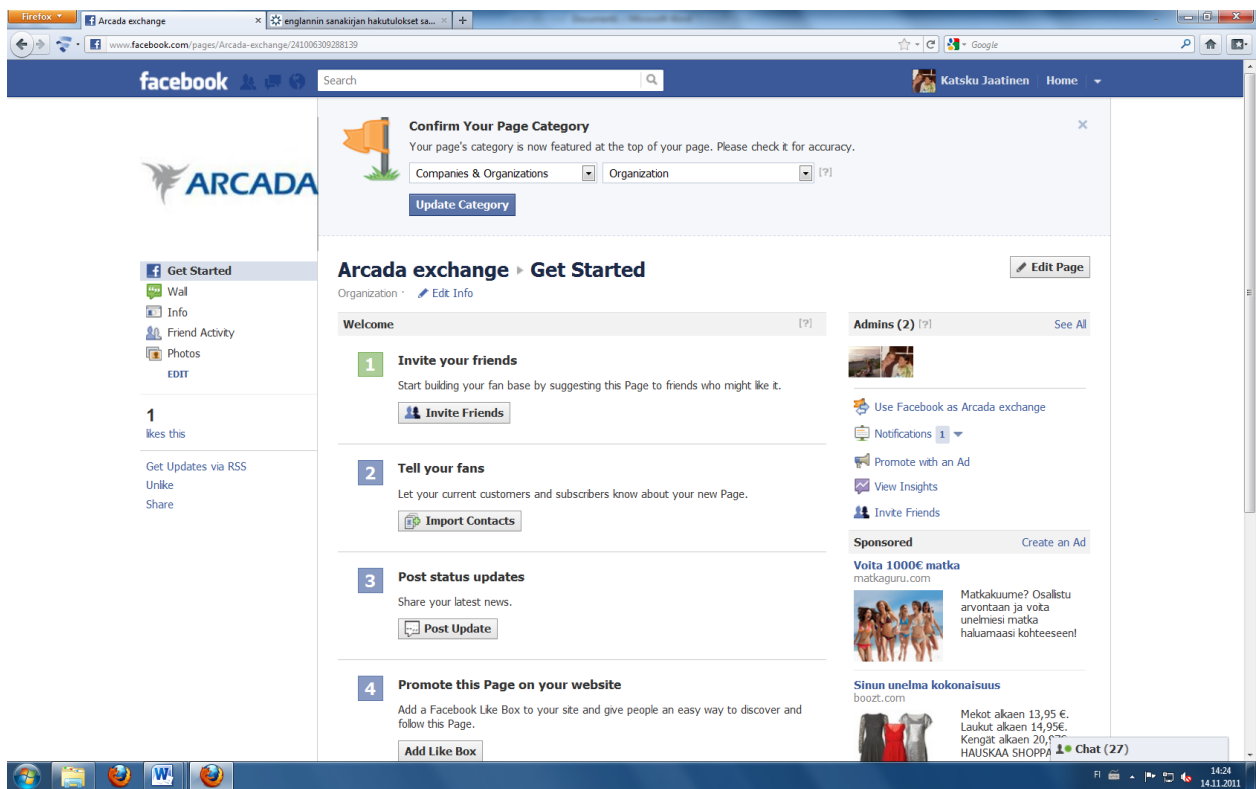 Firefox
Arcada exchange
englannin sanakirjan hakutulokset sa...
www.facebook.com/pages/Arcada-exchange/241006309288139
Google
facebook
Search
Katsku Jaatinen
Home
Confirm Your Page Category
Your page's category is now featured at the top of your page. Please check it for accuracy.
Companies & Organizations
Organization
[?]
Update Category
ARCADA
Get Started
Wall
Info
Friend Activity
Photos
EDIT
1
likes this
Get Updates via RSS
Unlike
Share
Arcada exchange ▸ Get Started
Edit Page
Organization · Edit Info
Welcome [?]
1 Invite your friends
Start building your fan base by suggesting this Page to friends who might like it.
Invite Friends
2 Tell your fans
Let your current customers and subscribers know about your new Page.
Import Contacts
3 Post status updates
Share your latest news.
Post Update
4 Promote this Page on your website
Add a Facebook Like Box to your site and give people an easy way to discover and
follow this Page.
Add Like Box
Admins (2) [?] See All
Use Facebook as Arcada exchange
Notifications 1
Promote with an Ad
View Insights
Invite Friends
Sponsored Create an Ad
Voita 1000€ matka
matkaguru.com
Matkakuume? Osallistu
arvontaan ja voita
unelmiesi matka
haluamaasi kohteeseen!
Sinun unelma kokonaisuus
boozt.com
Mekot alkaen 13,95 €.
Laukut alkaen 14,95€.
Kengät alkaen
HAUSKAA
Chat (27)
FI
14:24
14.11.2011